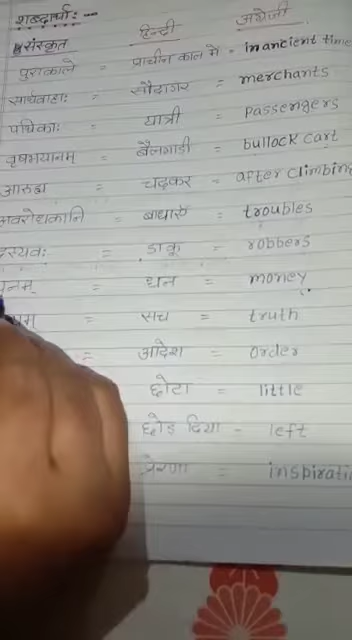 शब्दार्थाः :-
संस्कृत हिन्दी अंग्रेजी
पुराकाले = प्राचीन काल में = in ancient time
सार्थवाहाः = सौदागर = merchants
पथिकाः = यात्री = passengers
वृषभयानम् = बैलगाड़ी = bullock cart
आरुह्य = चढ़कर = after climbing
अवरोधकानि = बाधाएँ = troubles
दस्यवः = डाकू = robbers
धनम् = धन = money
= सच = truth
= आदेश = order
छोटा = little
छोड़ दिया = left
प्रेरणा =